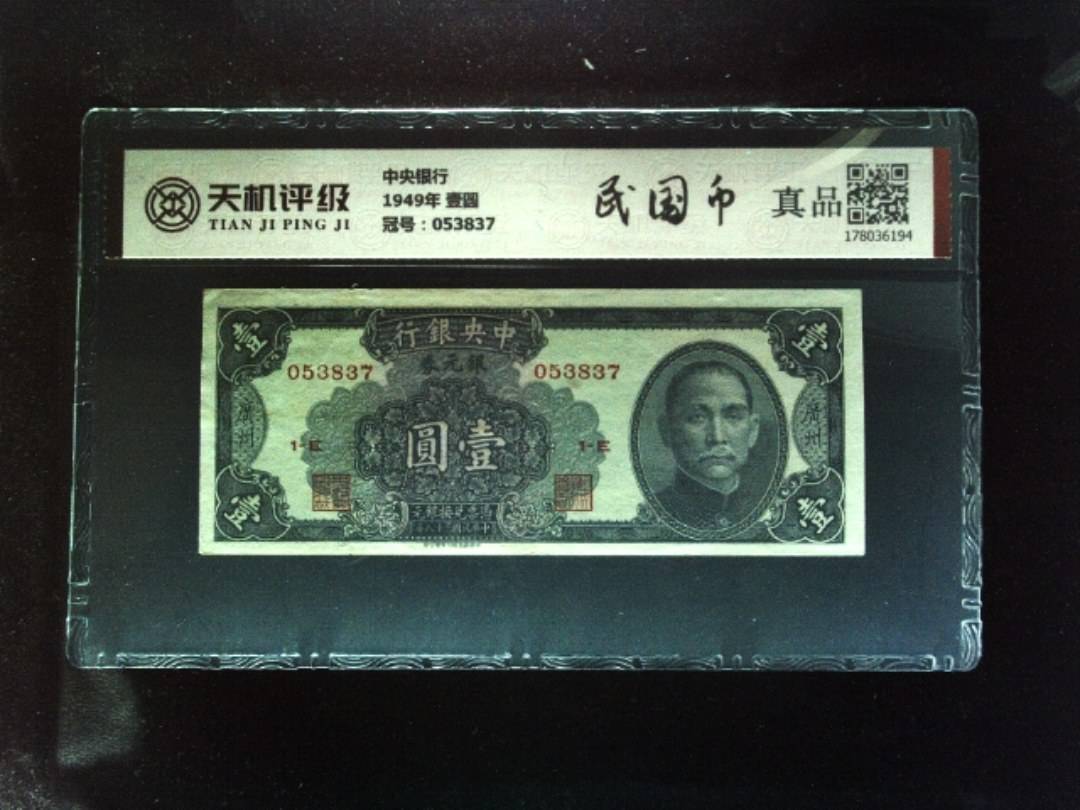 天机评级
TIAN JI PING JI
中央银行
1949年 壹圆
冠号：053837
民国币
真品
178036194
壹
行銀央中
壹
券元銀
053837
053837
廣州
圓壹
廣州
1-E
1-E
壹
壹